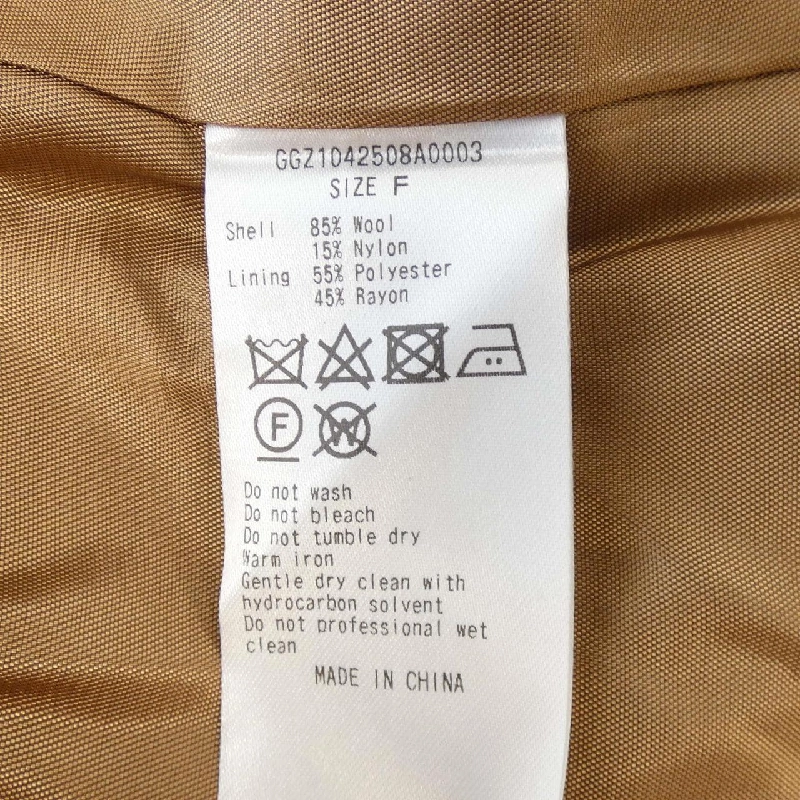 GGZ1042508A0003
SIZE F
Shell 85% Wool
15% Nylon
Lining 55% Polyester
45% Rayon
F W
Do not wash
Do not bleach
Do not tumble dry
Warm iron
Gentle dry clean with
hydrocarbon solvent
Do not professional wet
clean
MADE IN CHINA